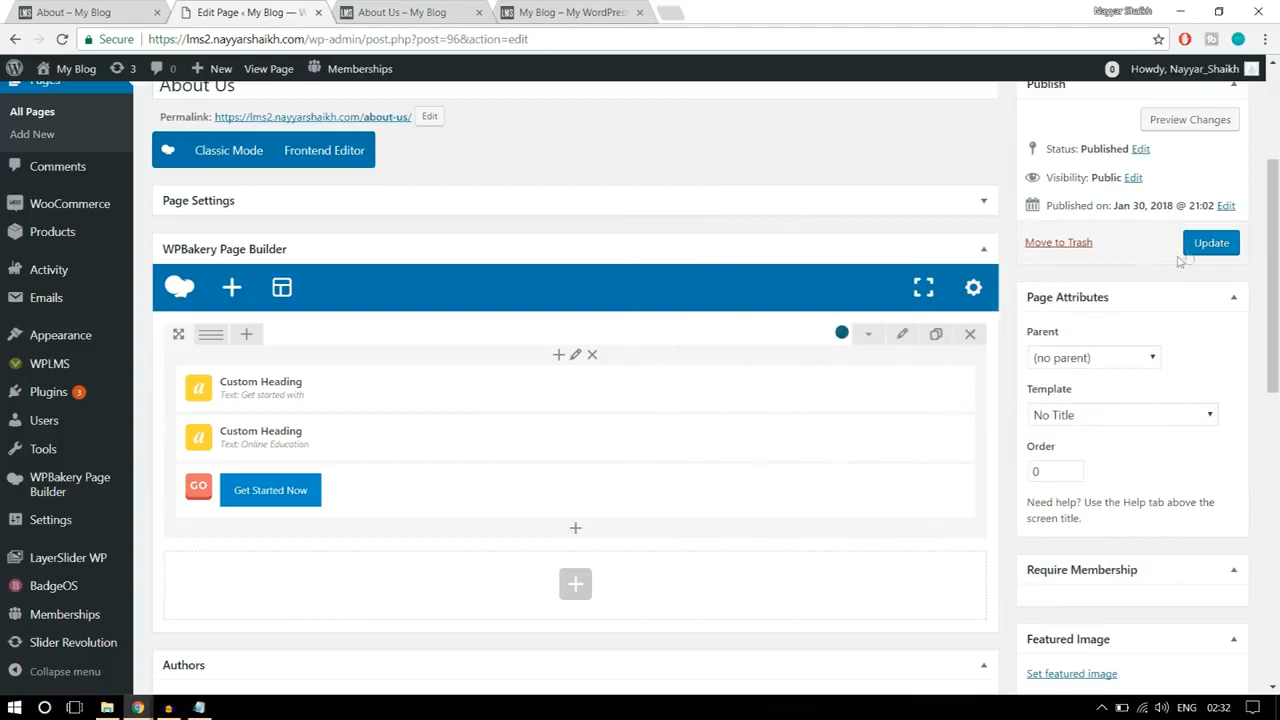 About – My Blog
Edit Page ‹ My Blog — W
About Us – My Blog
My Blog – My WordPress
Nayyar Shaikh
Secure
https://lms2.nayyarshaikh.com/wp-admin/post.php?post=96&action=edit
My Blog
3
New
View Page
Memberships
0
Howdy, Nayyar_Shaikh
Pages
All Pages
Add New
Comments
WooCommerce
Products
Activity
Emails
Appearance
WPLMS
Plugins 3
Users
Tools
WPBakery Page
Builder
Settings
LayerSlider WP
BadgeOS
Memberships
Slider Revolution
Collapse menu
About Us
Permalink: https://lms2.nayyarshaikh.com/about-us/ Edit
Classic Mode
Frontend Editor
Page Settings
WPBakery Page Builder
a
Custom Heading
Text: Get started with
a
Custom Heading
Text: Online Education
GO
Get Started Now
Authors
Publish
Preview Changes
Status: Published Edit
Visibility: Public Edit
Published on: Jan 30, 2018 @ 21:02 Edit
Move to Trash
Update
Page Attributes
Parent
(no parent)
Template
No Title
Order
0
Need help? Use the Help tab above the
screen title.
Require Membership
Featured Image
Set featured image
ENG
02:32